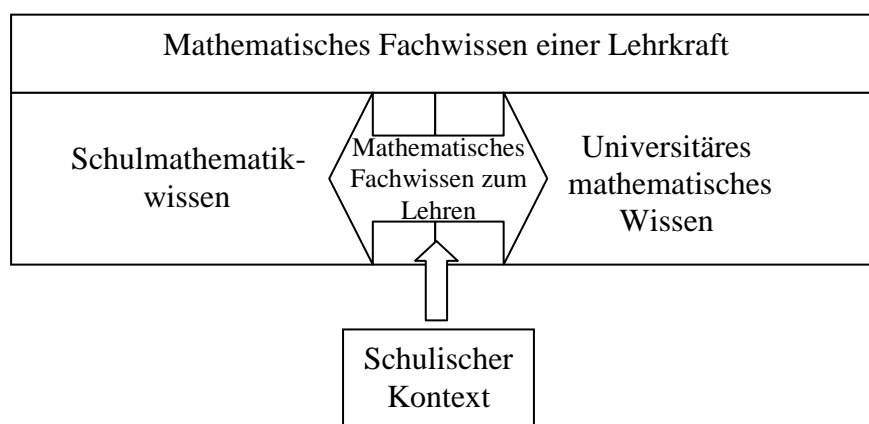 Mathematisches Fachwissen einer Lehrkraft
Schulmathematik-
wissen
Mathematisches
Fachwissen zum
Lehren
Universitäres
mathematisches
Wissen
Schulischer
Kontext